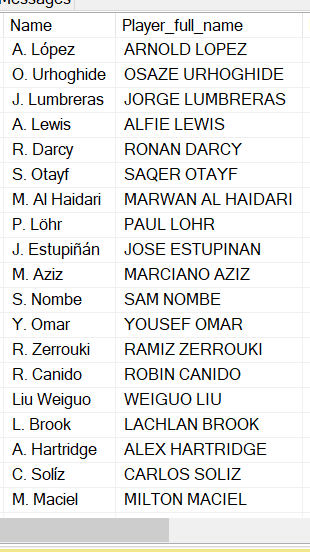 Messages
Name Player_full_name
A. López ARNOLD LOPEZ
O. Urhoghide OSAZE URHOGHIDE
J. Lumbreras JORGE LUMBRERAS
A. Lewis ALFIE LEWIS
R. Darcy RONAN DARCY
S. Otayf SAQER OTAYF
M. Al Haidari MARWAN AL HAIDARI
P. Löhr PAUL LOHR
J. Estupiñán JOSE ESTUPINAN
M. Aziz MARCIANO AZIZ
S. Nombe SAM NOMBE
Y. Omar YOUSEF OMAR
R. Zerrouki RAMIZ ZERROUKI
R. Canido ROBIN CANIDO
Liu Weiguo WEIGUO LIU
L. Brook LACHLAN BROOK
A. Hartridge ALEX HARTRIDGE
C. Solíz CARLOS SOLIZ
M. Maciel MILTON MACIEL